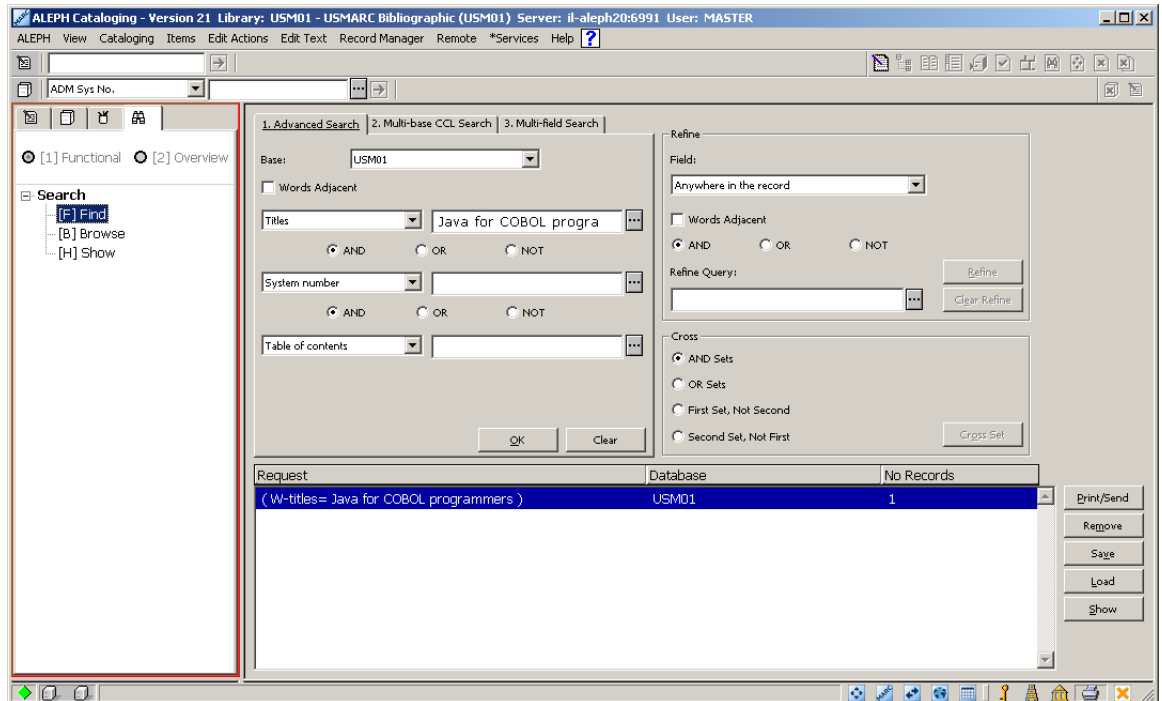 ALEPH Cataloging - Version 21 Library: USM01 - USMARC Bibliographic (USM01) Server: il-aleph20:6991 User: MASTER
ALEPH View Cataloging Items Edit Actions Edit Text Record Manager Remote *Services Help ?
ADM Sys No.
[1] Functional [2] Overview
Search
[F] Find
[B] Browse
[H] Show
1. Advanced Search 2. Multi-base CCL Search 3. Multi-field Search
Base: USM01
Words Adjacent
Titles Java for COBOL progra
AND OR NOT
System number
AND OR NOT
Table of contents
OK Clear
Refine
Field:
Anywhere in the record
Words Adjacent
AND OR NOT
Refine Query: Refine
Clear Refine
Cross
AND Sets
OR Sets
First Set, Not Second
Second Set, Not First Cross Set
Request Database No Records
( W-titles= Java for COBOL programmers ) USM01 1
Print/Send
Remove
Save
Load
Show